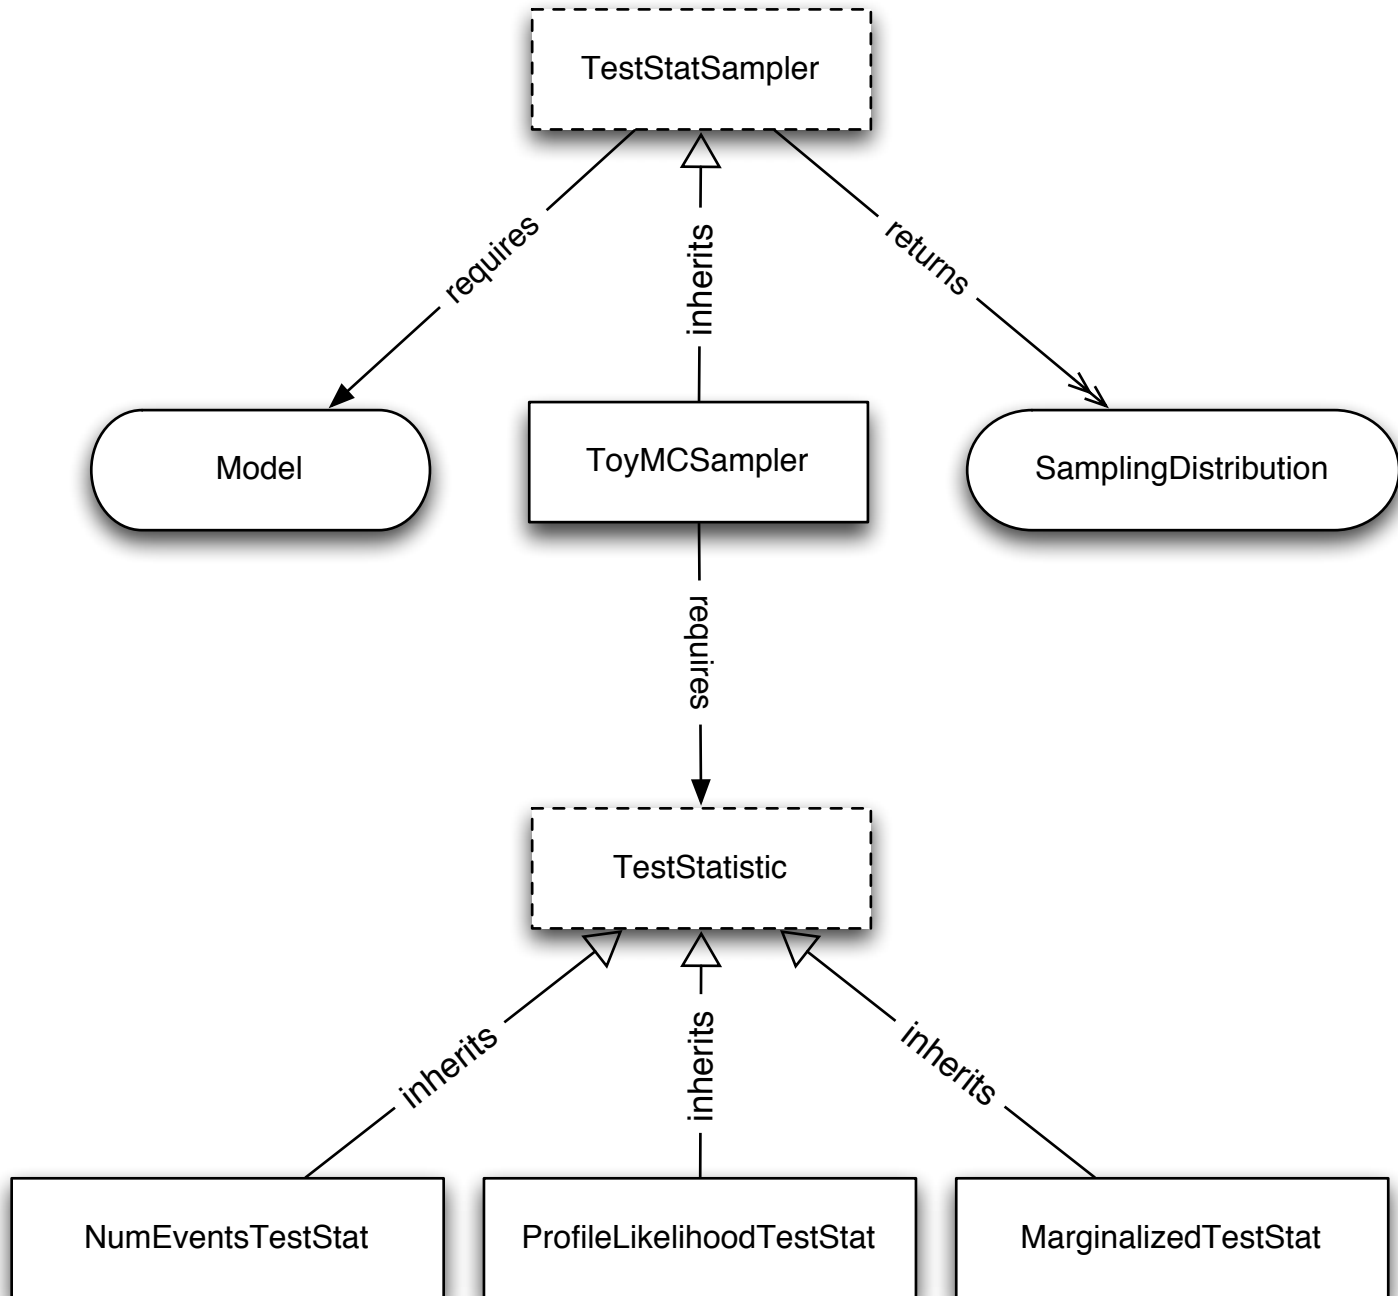 TestStatSampler
requires
inherits
returns
Model
ToyMCSampler
SamplingDistribution
requires
TestStatistic
inherits
inherits
inherits
NumEventsTestStat
ProfileLikelihoodTestStat
MarginalizedTestStat